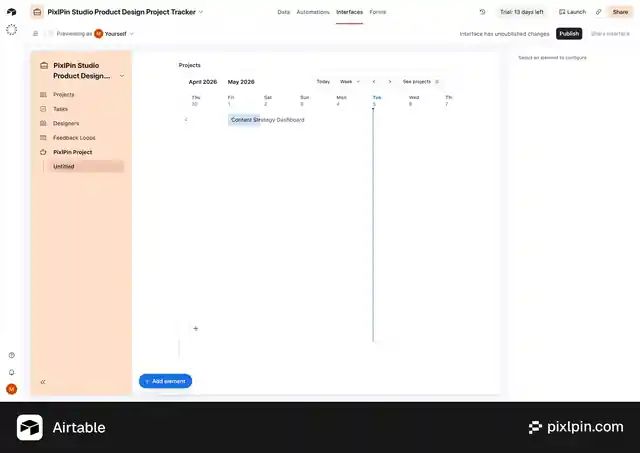 PixlPin Studio Product Design Project Tracker
Data
Automations
Interfaces
Forms
Trial: 13 days left
Launch
Share
Previewing as
M
Yourself
Interface has unpublished changes
Publish
Share interface
PixlPin Studio
Product Design...
Projects
Tasks
Designers
Feedback Loops
PixlPin Project
Untitled
Projects
April 2026
May 2026
Today
Week
See projects
Thu
30
Fri
1
Sat
2
Sun
3
Mon
4
Tue
5
Wed
6
Th
7
Content Strategy Dashboard
Select an element to configure
+ Add element
M
Airtable
pixlpin.com